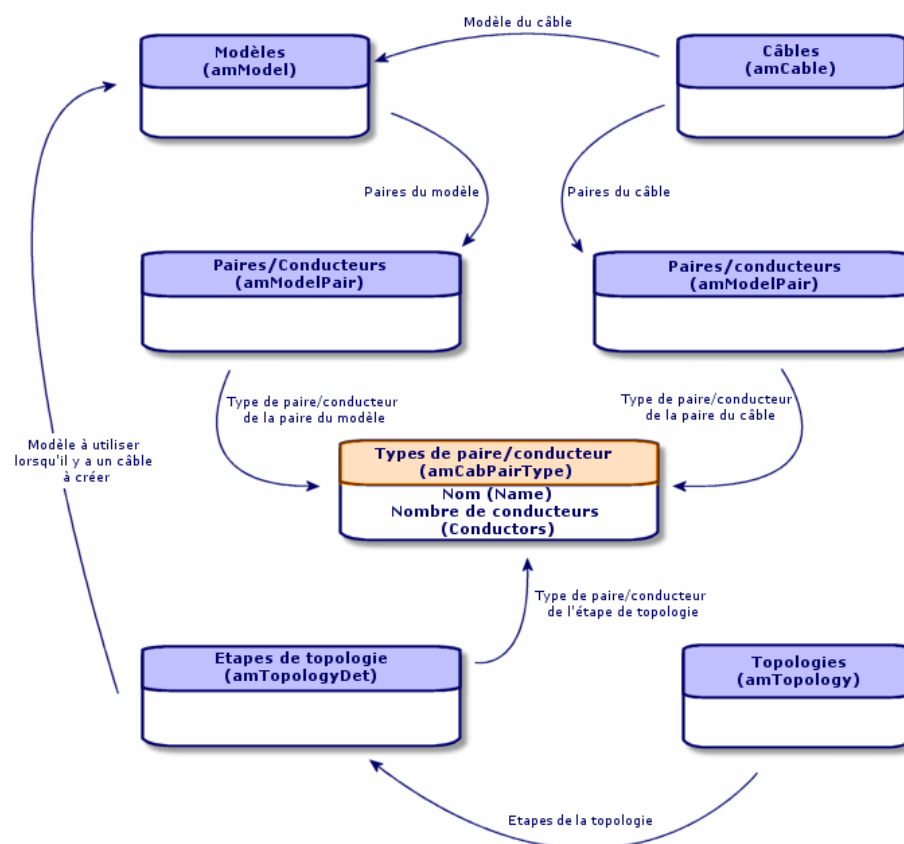 Modèle du câble
Modèles
(amModel)
Câbles
(amCable)
Paires du modèle
Paires du câble
Paires/Conducteurs
(amModelPair)
Paires/conducteurs
(amModelPair)
Type de paire/conducteur
de la paire du modèle
Type de paire/conducteur
de la paire du câble
Modèle à utiliser
lorsqu'il y a un câble
à créer
Types de paire/conducteur
(amCabPairType)
Nom (Name)
Nombre de conducteurs
(Conductors)
Type de paire/conducteur
de l'étape de topologie
Etapes de topologie
(amTopologyDet)
Topologies
(amTopology)
Etapes de la topologie